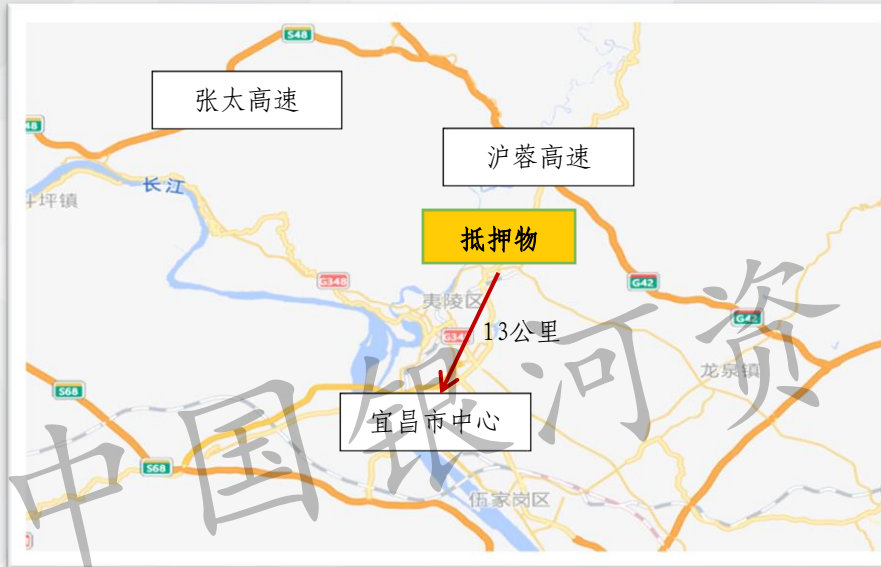 S48
张太高速
沪蓉高速
48
长江
斗坪镇
抵押物
G348
G42
夷陵区
G42
13公里
龙泉镇
S68
宜昌市中心
S68
伍家岗区
中国银河资